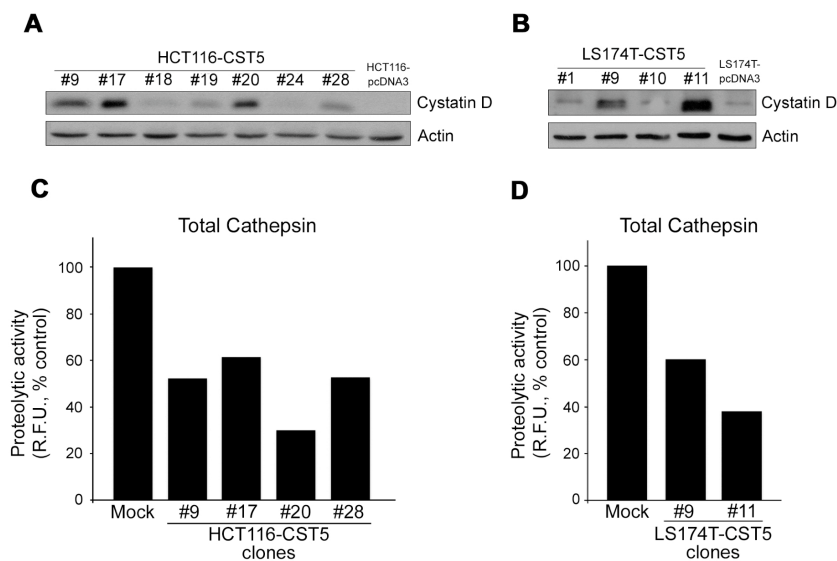 A
HCT116-CST5
HCT116-
pcDNA3
#9 #17 #18 #19 #20 #24 #28
Cystatin D
Actin
B
LS174T-CST5
LS174T-
pcDNA3
#1 #9 #10 #11
Cystatin D
Actin
C
Total Cathepsin
Proteolytic activity
(R.F.U., % control)
100
80
60
40
20
0
Mock #9 #17 #20 #28
HCT116-CST5
clones
D
Total Cathepsin
Proteolytic activity
(R.F.U., % control)
100
80
60
40
20
0
Mock #9 #11
LS174T-CST5
clones